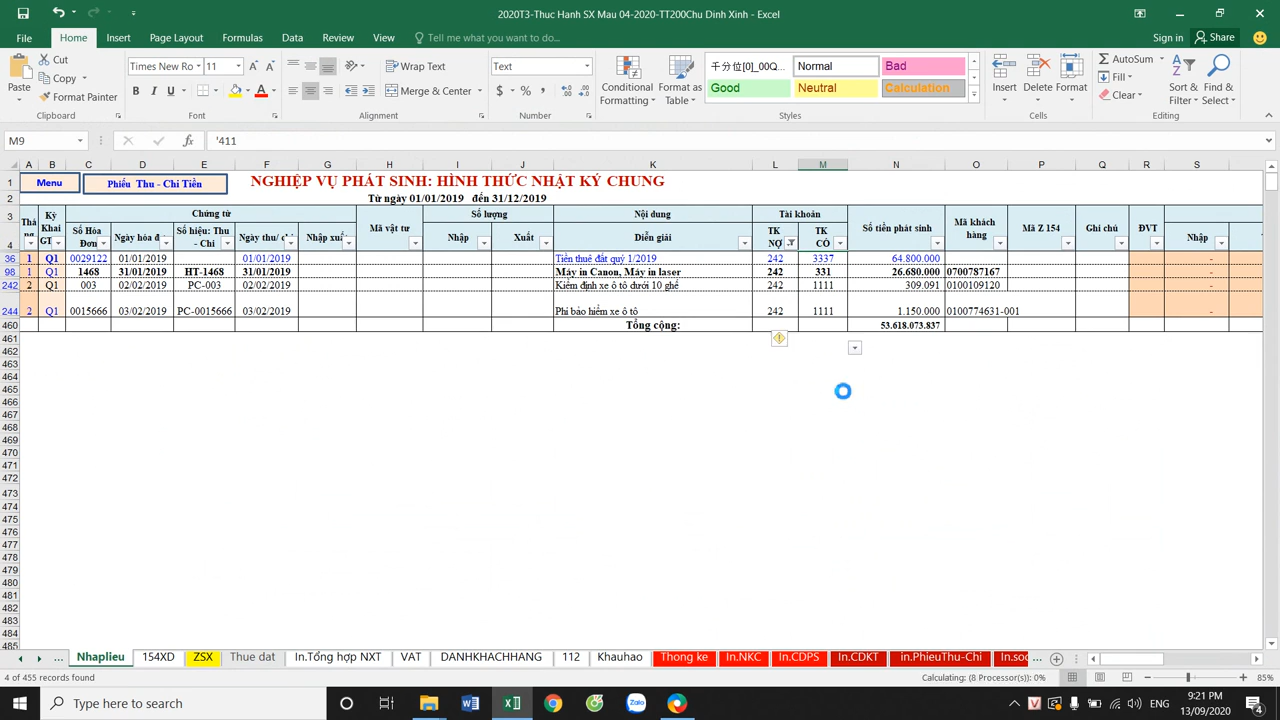 2020T3-Thuc Hanh SX Mau 04-2020-TT200Chu Dinh Xinh - Excel
File Home Insert Page Layout Formulas Data Review View Tell me what you want to do... Sign in Share
Paste Cut Copy Format Painter Clipboard
Times New Ro 11 B I U Font
Wrap Text Merge & Center Alignment
Text $ % , Number
Conditional Formatting Format as Table 千分位[0]_00Q... Normal Bad Good Neutral Calculation Styles
Insert Delete Format Cells
AutoSum Fill Clear Sort & Filter Find & Select Editing
M9 fx '411
A B C D E F G H I J K L M N O P Q R S
1 Menu Phiếu Thu - Chi Tiền NGHIỆP VỤ PHÁT SINH: HÌNH THỨC NHẬT KÝ CHUNG
2 Từ ngày 01/01/2019 đến 31/12/2019
3 Chứng từ Mã vật tư Số lượng Nội dung Tài khoản Số tiền phát sinh Mã khách hàng Mã Z 154 Ghi chú ĐVT Nhập
4 Thá ng Kỳ Khai GT Số Hóa Đơn Ngày hóa đ Số hiệu: Thu - Chi Ngày thu/ chi Nhập xuất Nhập Xuất Diễn giải TK NỢ TK CÓ
36 1 Q1 0029122 01/01/2019 01/01/2019 Tiền thuê đất quý 1/2019 242 3337 64.800.000 -
98 1 Q1 1468 31/01/2019 HT-1468 31/01/2019 Máy in Canon, Máy in laser 242 331 26.680.000 0700787167 -
242 2 Q1 003 02/02/2019 PC-003 02/02/2019 Kiểm định xe ô tô dưới 10 ghế 242 1111 309.091 0100109120 -
244 2 Q1 0015666 03/02/2019 PC-0015666 03/02/2019 Phí bảo hiểm xe ô tô 242 1111 1.150.000 0100774631-001 -
460 Tổng cộng: 53.618.073.837
461
462
463
464
465
466
467
468
469
470
471
472
473
474
475
476
477
478
479
480
481
482
483
484
485
... Nhaplieu 154XD ZSX Thue dat In.Tổng hợp NXT VAT DANHKHACHHANG 112 Khauhao Thong ke In.NKC In.CDPS In.CDKT in.PhieuThu-Chi In.soc ...
4 of 455 records found Calculating: (8 Processor(s)): 0% 85%
Type here to search Zalo ENG 9:21 PM 13/09/2020